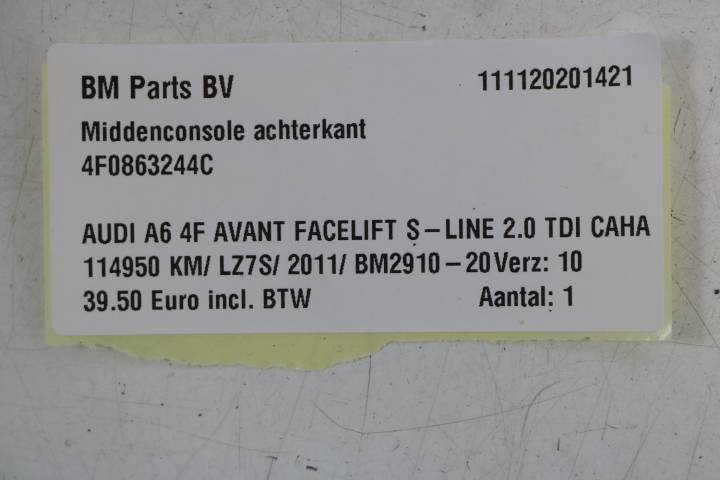 BM Parts BV 111120201421
Middenconsole achterkant
4F0863244C
AUDI A6 4F AVANT FACELIFT S-LINE 2.0 TDI CAHA
114950 KM/ LZ7S/ 2011/ BM2910-20Verz: 10
39.50 Euro incl. BTW Aantal: 1